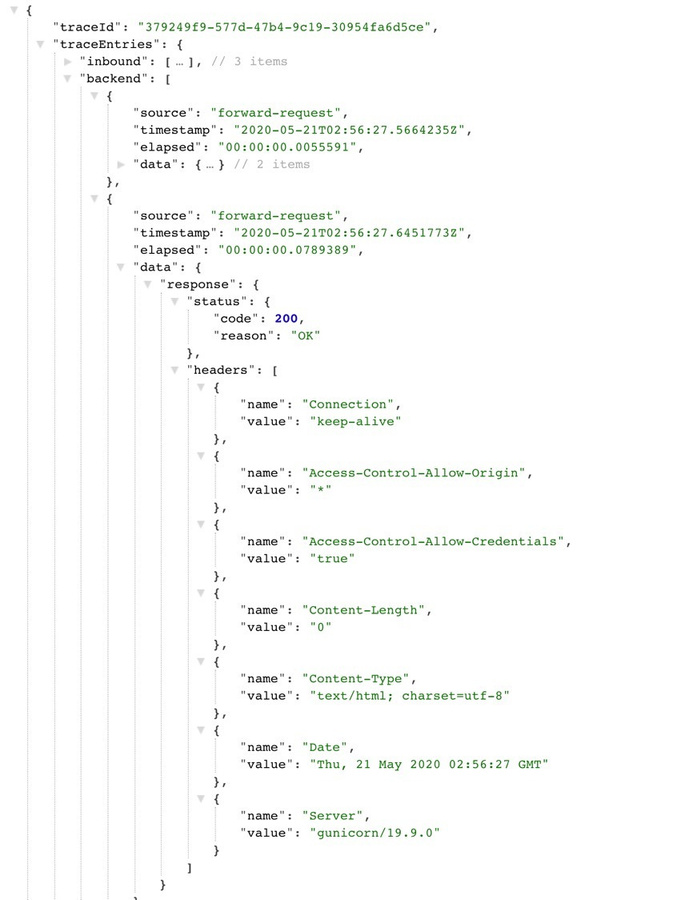 {
"traceId": "379249f9-577d-47b4-9c19-30954fa6d5ce",
"traceEntries": {
"inbound": [ … ], // 3 items
"backend": [
{
"source": "forward-request",
"timestamp": "2020-05-21T02:56:27.5664235Z",
"elapsed": "00:00:00.0055591",
"data": { … } // 2 items
},
{
"source": "forward-request",
"timestamp": "2020-05-21T02:56:27.6451773Z",
"elapsed": "00:00:00.0789389",
"data": {
"response": {
"status": {
"code": 200,
"reason": "OK"
},
"headers": [
{
"name": "Connection",
"value": "keep-alive"
},
{
"name": "Access-Control-Allow-Origin",
"value": "*"
},
{
"name": "Access-Control-Allow-Credentials",
"value": "true"
},
{
"name": "Content-Length",
"value": "0"
},
{
"name": "Content-Type",
"value": "text/html; charset=utf-8"
},
{
"name": "Date",
"value": "Thu, 21 May 2020 02:56:27 GMT"
},
{
"name": "Server",
"value": "gunicorn/19.9.0"
}
]
}